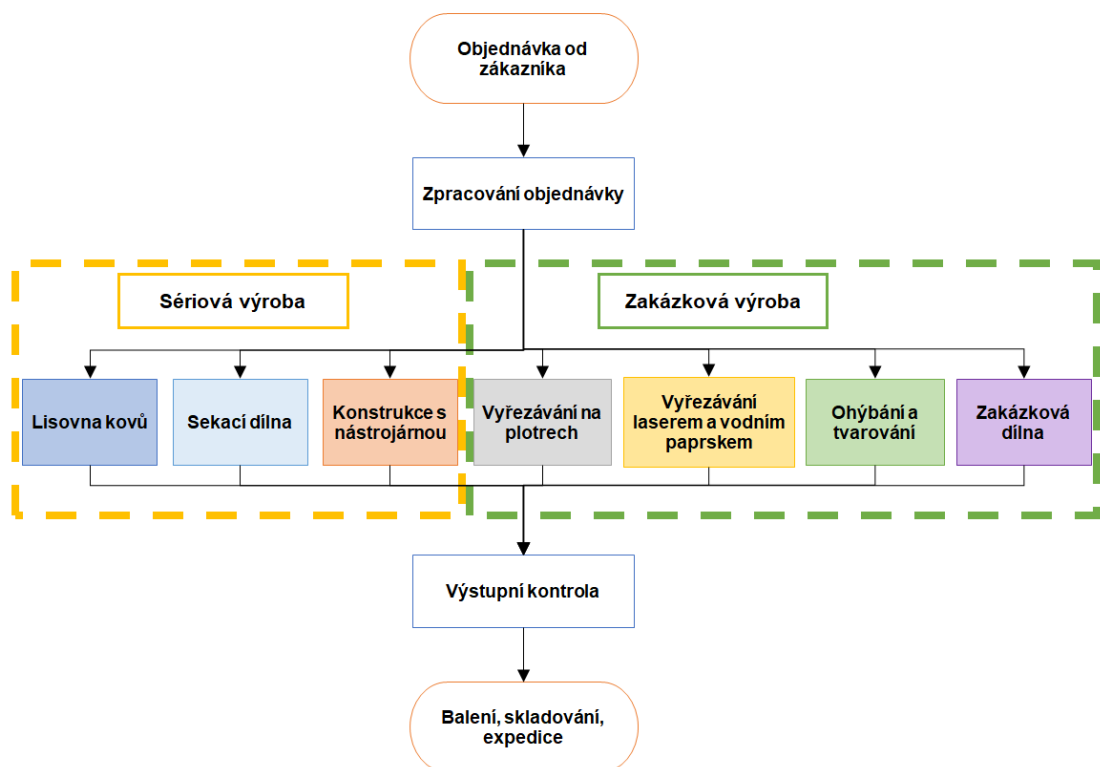 Objednávka od
zákazníka
Zpracování objednávky
Sériová výroba
Zakázková výroba
Lisovna kovů
Sekací dílna
Konstrukce s
nástrojárnou
Vyřezávání na
plotrech
Vyřezávání
laserem a vodním
paprskem
Ohýbání a
tvarování
Zakázková
dílna
Výstupní kontrola
Balení, skladování,
expedice